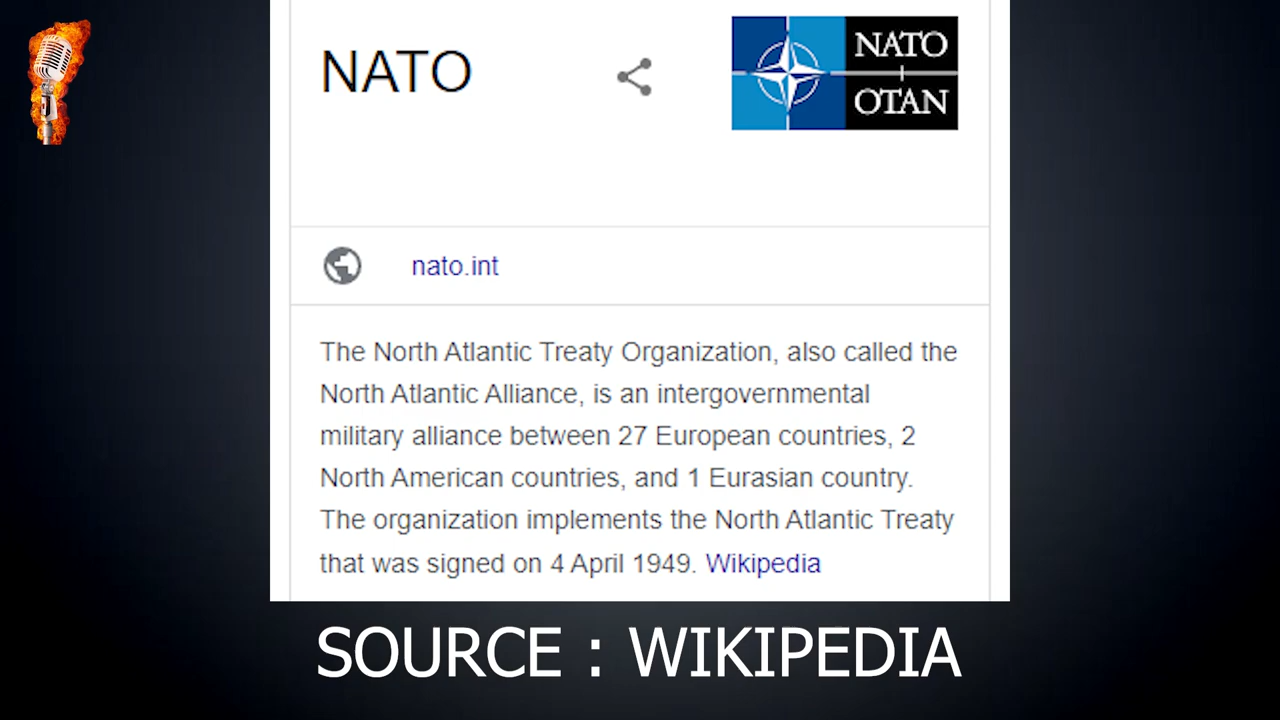 NATO
NATO
OTAN
nato.int
The North Atlantic Treaty Organization, also called the
North Atlantic Alliance, is an intergovernmental
military alliance between 27 European countries, 2
North American countries, and 1 Eurasian country.
The organization implements the North Atlantic Treaty
that was signed on 4 April 1949. Wikipedia
SOURCE : WIKIPEDIA